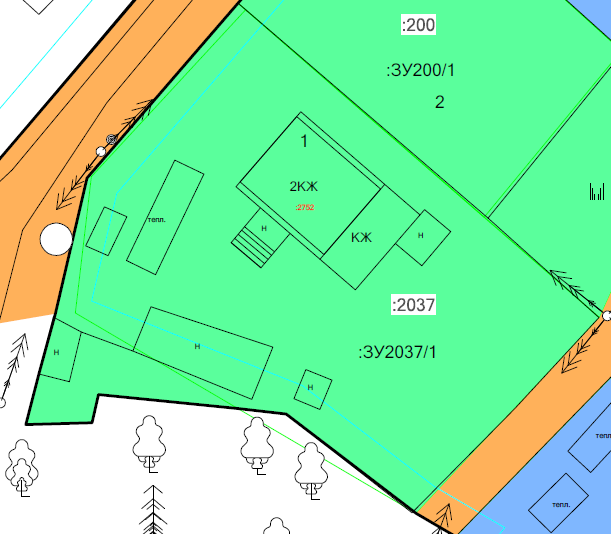 :200
:ЗУ200/1
2
1
2КЖ
:2752
тепл.
Н
КЖ
Н
:2037
:ЗУ2037/1
Н
Н
Н
тепл.
тепл.